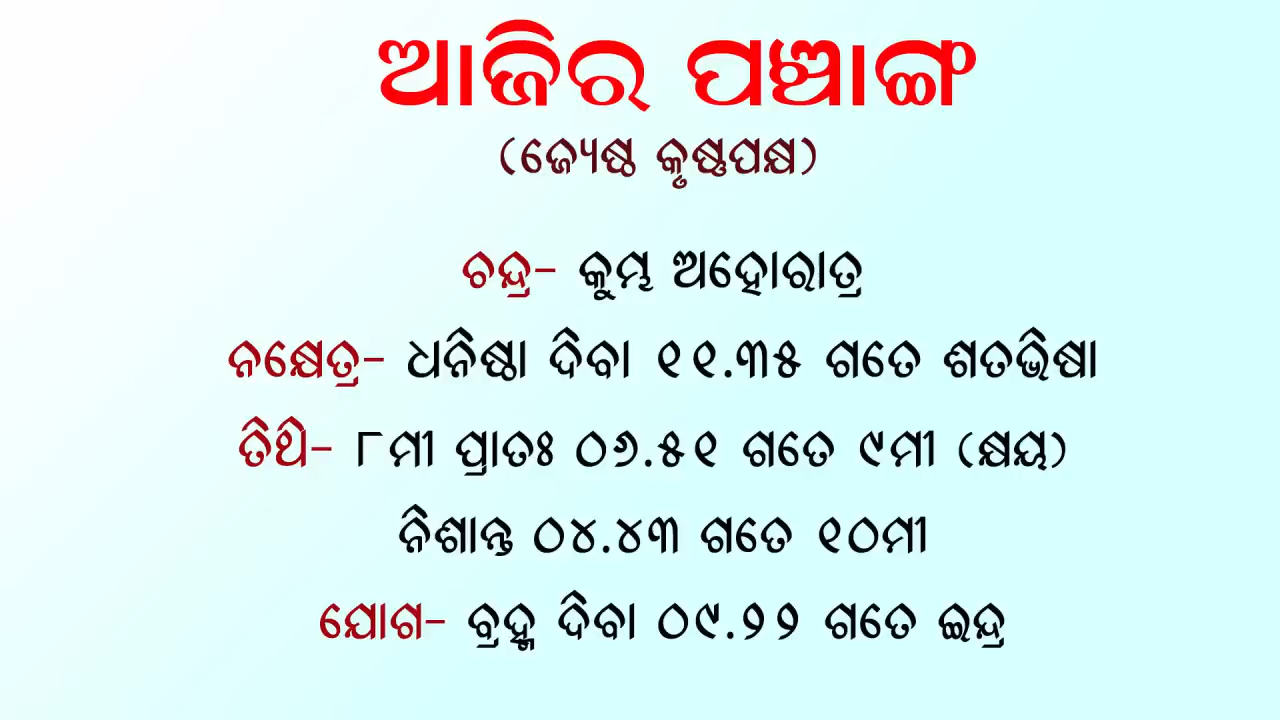 ଆଜିର ପଞ୍ଚାଙ୍ଗ
(ଜ୍ୟେଷ୍ଠ କୃଷ୍ଣପକ୍ଷ)
ଚନ୍ଦ୍ର- କୁମ୍ଭ ଅହୋରାତ୍ର
ନକ୍ଷେତ୍ର- ଧନିଷ୍ଠା ଦିବା ୧୧.୩୫ ଗତେ ଶତଭିଷା
ତିଥି- ୮ମୀ ପ୍ରାତଃ ୦୬.୫୧ ଗତେ ୯ମୀ (କ୍ଷୟ)
ନିଶାନ୍ତ ୦୪.୪୩ ଗତେ ୧୦ମୀ
ଯୋଗ- ବ୍ରହ୍ମ ଦିବା ୦୯.୨୨ ଗତେ ଇନ୍ଦ୍ର